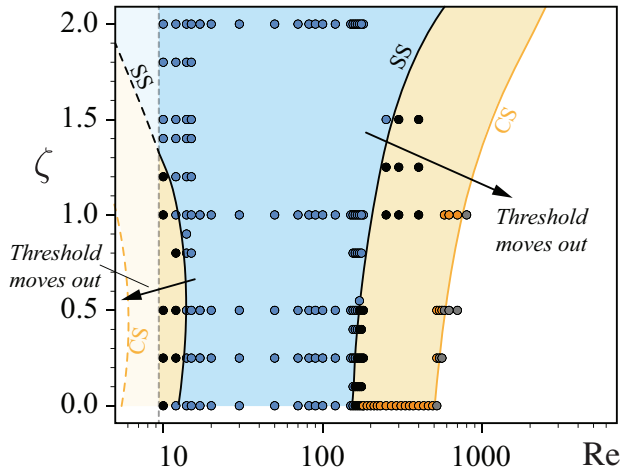 2.0
1.5
1.0
0.5
0.0
ζ
SS
SS
CS
CS
Threshold
moves out
Threshold
moves out
10
100
1000
Re